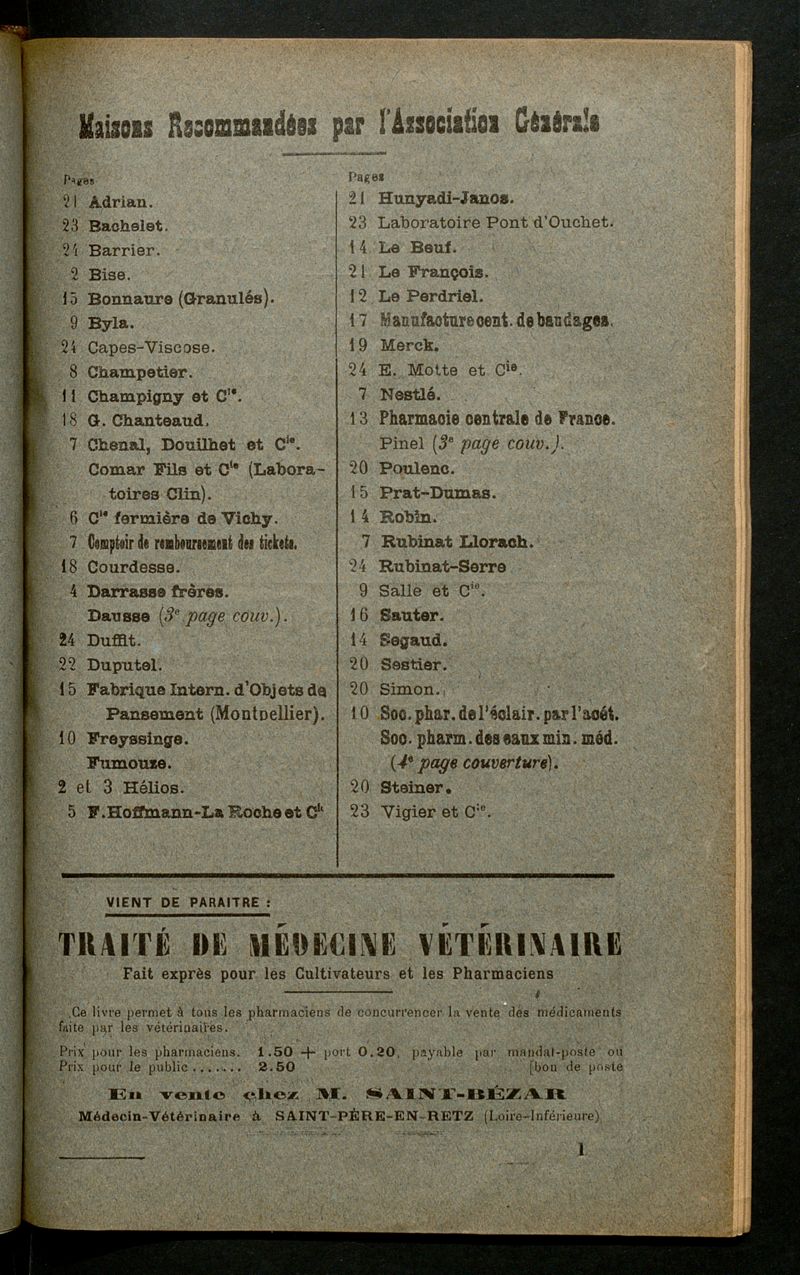 Maisons Recommandées par l'Association Générale
Pages
21 Adrian.
23 Bachelet.
24 Barrier.
2 Bise.
15 Bonnaure (Granulés).
9 Byla.
24 Capes-Viscose.
8 Champetier.
11 Champigny et Cie.
18 G. Chanteaud.
7 Chenal, Douilhet et Cie.
Comar Fils et Cie (Labora-
toires Clin).
6 Cie fermière de Vichy.
7 Comptoir de remboursement des tickets.
18 Courdesse.
4 Darrasse frères.
Dausse (3e page couv.).
24 Duffit.
22 Duputel.
15 Fabrique Intern. d'Objets de
Pansement (Montpellier).
10 Freyssinge.
Fumouze.
2 et 3 Hélios.
5 F. Hoffmann-La Roche et Cie
Pages
21 Hunyadi-Janos.
23 Laboratoire Pont d'Ouchet.
14 Le Beuf.
21 Le François.
12 Le Perdriel.
17 Manufacture cent. de bandages.
19 Merck.
24 E. Motte et Cie.
7 Nestlé.
13 Pharmacie centrale de France.
Pinel (3e page couv.).
20 Poulenc.
15 Prat-Dumas.
14 Robin.
7 Rubinat Llorach.
24 Rubinat-Serre
9 Salle et Cie.
16 Sauter.
14 Segaud.
20 Sestier.
20 Simon.
10 Soc. phar. de l'éclair. par l'acét.
Soc. pharm. des eaux min. méd.
(4e page couverture).
20 Steiner.
23 Vigier et Cie.
VIENT DE PARAITRE :
TRAITÉ DE MÉDECINE VÉTÉRINAIRE
Fait exprès pour les Cultivateurs et les Pharmaciens
Ce livre permet à tous les pharmaciens de concurrencer la vente des médicaments
faite par les vétérinaires.
Prix pour les pharmaciens. 1.50 + port 0.20, payable par mandat-poste ou
Prix pour le public ....... 2.50 [bon de poste
En vente chez M. SAINT-BÉZAR
Médecin-Vétérinaire à SAINT-PÈRE-EN-RETZ (Loire-Inférieure)
1